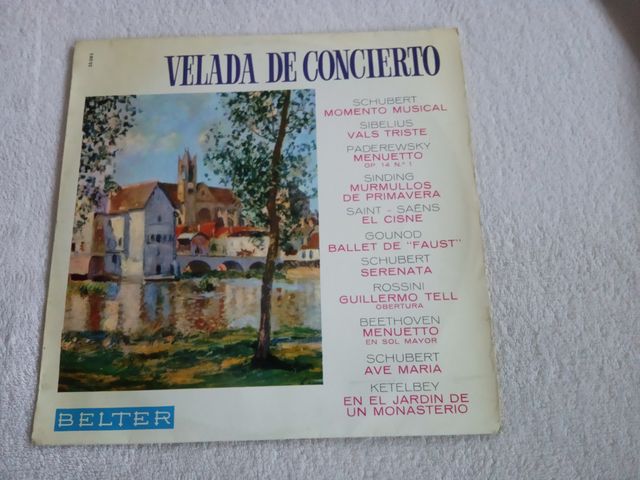 VELADA DE CONCIERTO
SCHUBERT
MOMENTO MUSICAL
SIBELIUS
VALS TRISTE
PADEREWSKY
MENUETTO
OP. 14 N.º 1
SINDING
MURMULLOS
DE PRIMAVERA
SAINT - SAËNS
EL CISNE
GOUNOD
BALLET DE "FAUST"
SCHUBERT
SERENATA
ROSSINI
GUILLERMO TELL
OBERTURA
BEETHOVEN
MENUETTO
EN SOL MAYOR
SCHUBERT
AVE MARIA
KETELBEY
EN EL JARDIN DE
UN MONASTERIO
BELTER